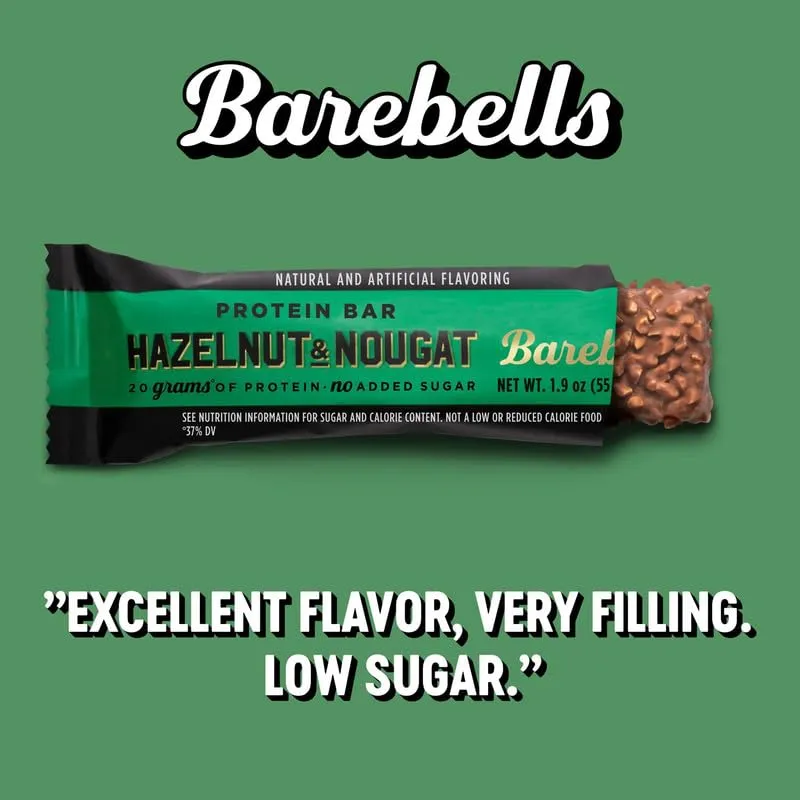 Barebells
NATURAL AND ARTIFICIAL FLAVORING
PROTEIN BAR
HAZELNUT & NOUGAT
Bareb
20 grams° OF PROTEIN · no ADDED SUGAR
NET WT. 1.9 oz (55
SEE NUTRITION INFORMATION FOR SUGAR AND CALORIE CONTENT. NOT A LOW OR REDUCED CALORIE FOOD
°37% DV
”EXCELLENT FLAVOR, VERY FILLING.
LOW SUGAR.”